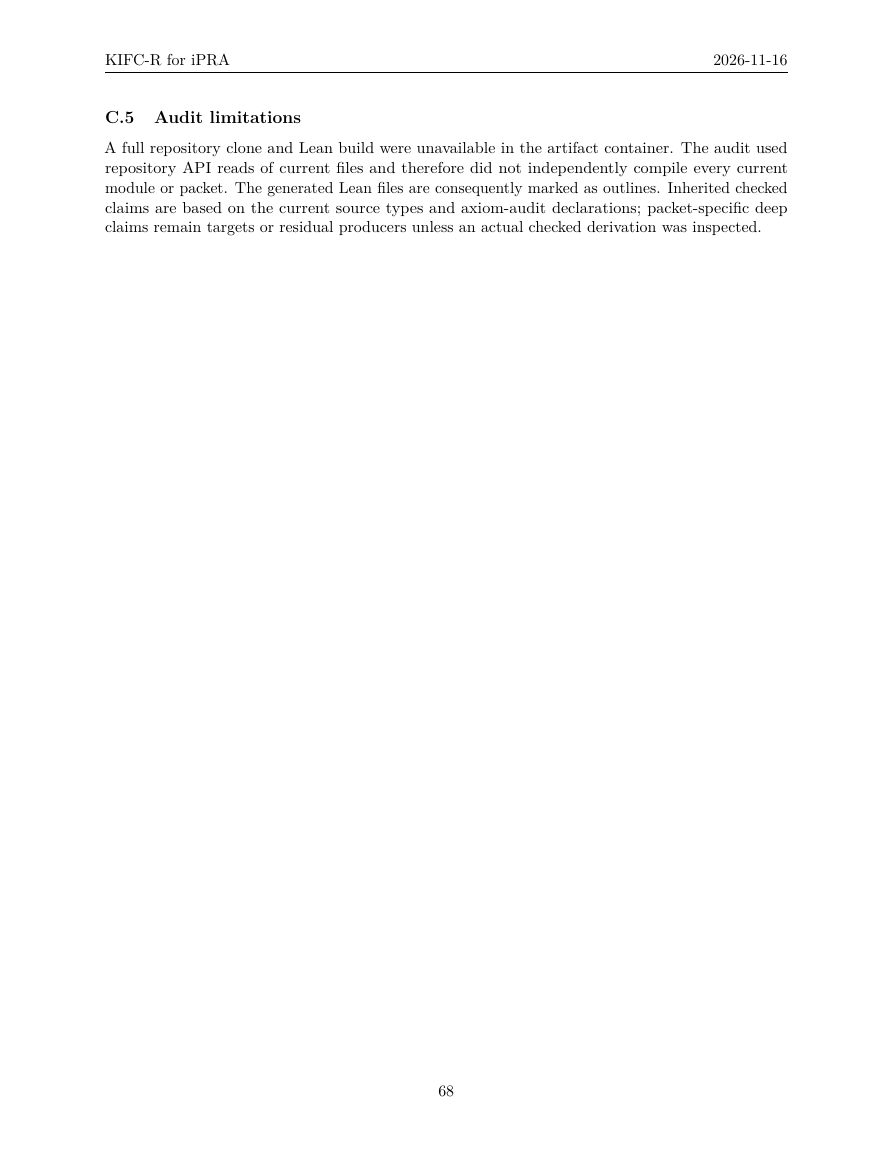 KIFC-R for iPRA 2026-11-16
C.5 Audit limitations
A full repository clone and Lean build were unavailable in the artifact container. The audit used
repository API reads of current files and therefore did not independently compile every current
module or packet. The generated Lean files are consequently marked as outlines. Inherited checked
claims are based on the current source types and axiom-audit declarations; packet-specific deep
claims remain targets or residual producers unless an actual checked derivation was inspected.
68